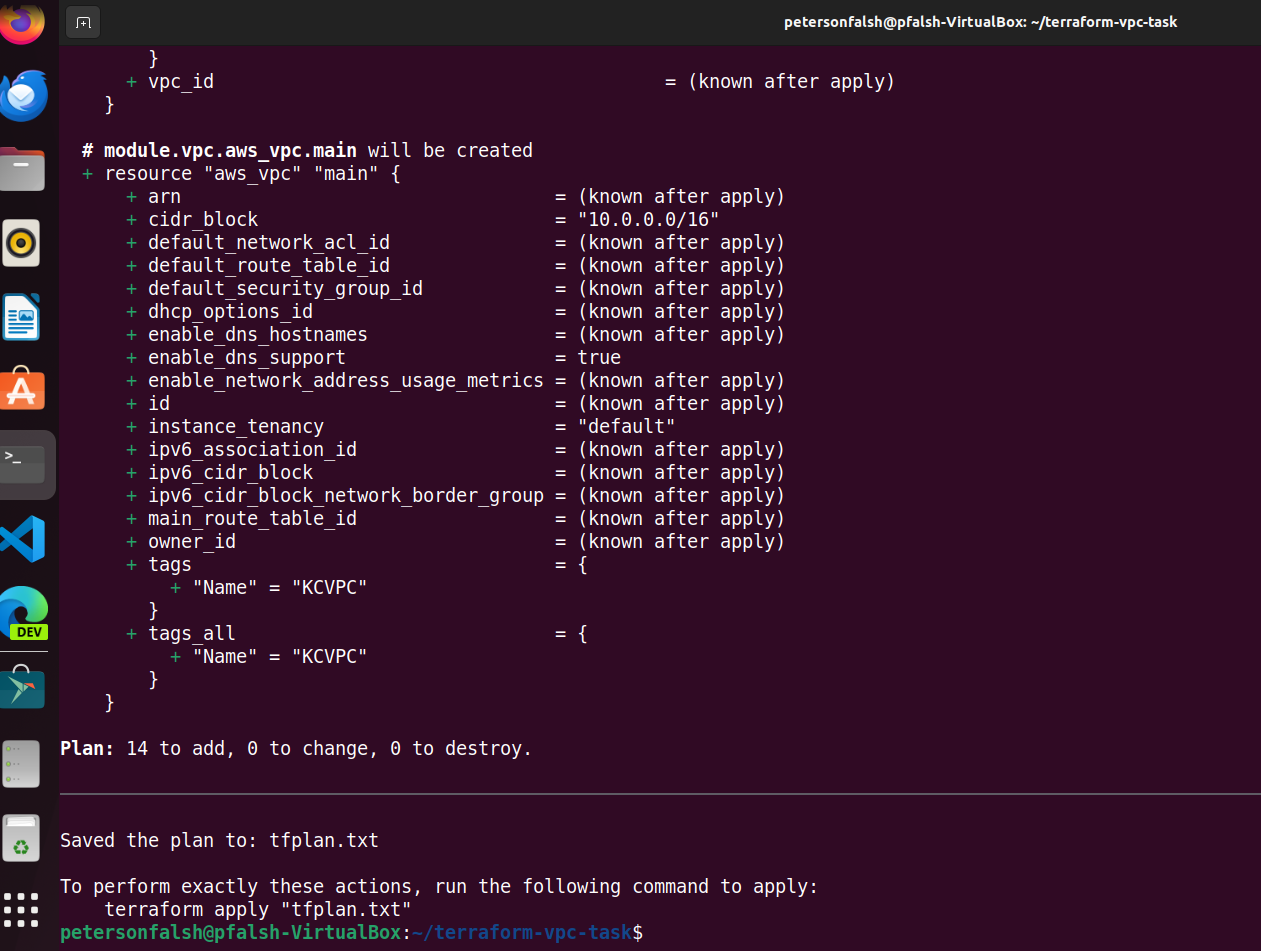 petersonfalsh@pfalsh-VirtualBox: ~/terraform-vpc-task
        }
      + vpc_id                                         = (known after apply)
    }

  # module.vpc.aws_vpc.main will be created
  + resource "aws_vpc" "main" {
      + arn                                  = (known after apply)
      + cidr_block                           = "10.0.0.0/16"
      + default_network_acl_id               = (known after apply)
      + default_route_table_id               = (known after apply)
      + default_security_group_id            = (known after apply)
      + dhcp_options_id                      = (known after apply)
      + enable_dns_hostnames                 = (known after apply)
      + enable_dns_support                   = true
      + enable_network_address_usage_metrics = (known after apply)
      + id                                   = (known after apply)
      + instance_tenancy                     = "default"
      + ipv6_association_id                  = (known after apply)
      + ipv6_cidr_block                      = (known after apply)
      + ipv6_cidr_block_network_border_group = (known after apply)
      + main_route_table_id                  = (known after apply)
      + owner_id                             = (known after apply)
      + tags                                 = {
          + "Name" = "KCVPC"
        }
      + tags_all                             = {
          + "Name" = "KCVPC"
        }
    }

Plan: 14 to add, 0 to change, 0 to destroy.

Saved the plan to: tfplan.txt

To perform exactly these actions, run the following command to apply:
    terraform apply "tfplan.txt"
petersonfalsh@pfalsh-VirtualBox:~/terraform-vpc-task$
>_
DEV